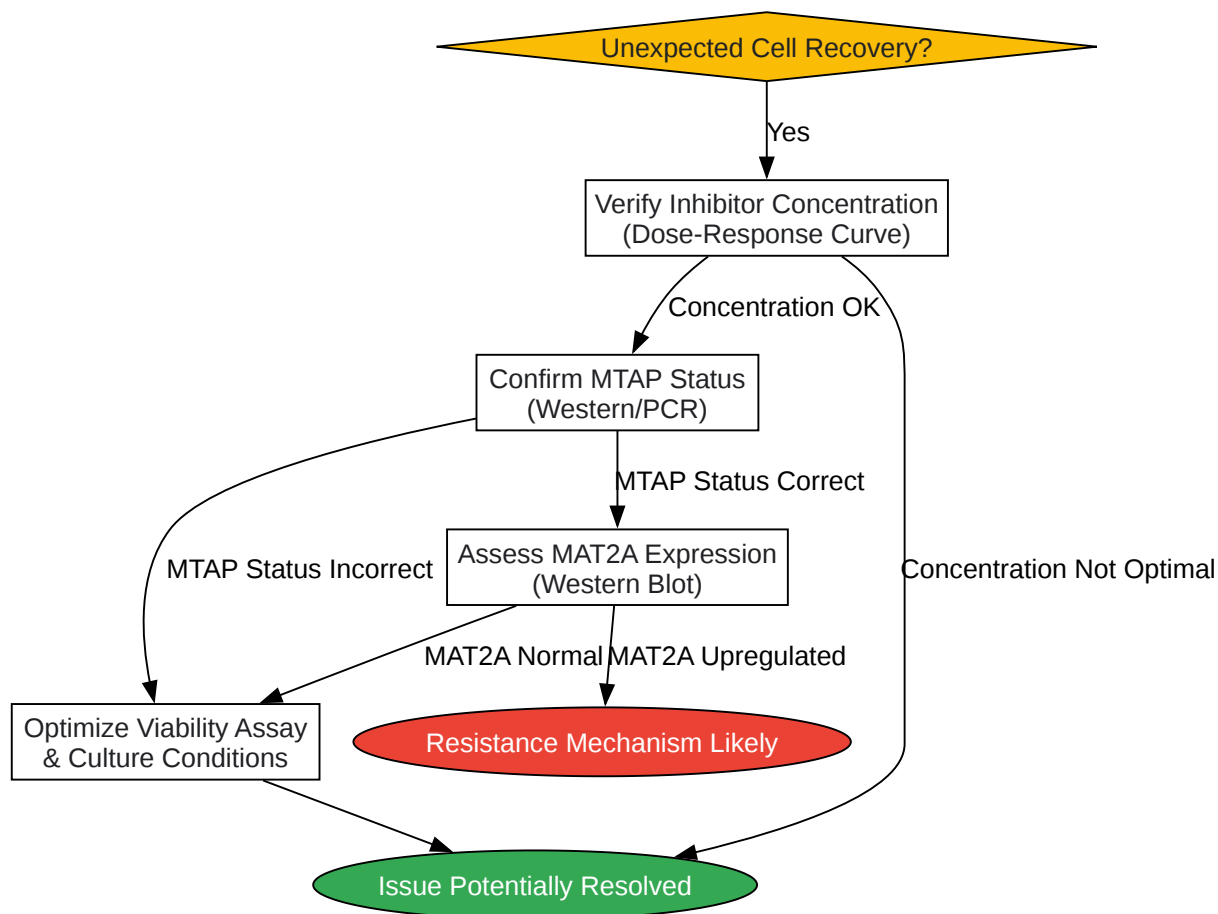 Unexpected Cell Recovery?
Yes
Verify Inhibitor Concentration
(Dose-Response Curve)
Concentration OK
Confirm MTAP Status
(Western/PCR)
MTAP Status Correct
Assess MAT2A Expression
(Western Blot)
MTAP Status Incorrect
Concentration Not Optimal
MAT2A Normal
MAT2A Upregulated
Optimize Viability Assay
& Culture Conditions
Resistance Mechanism Likely
Issue Potentially Resolved